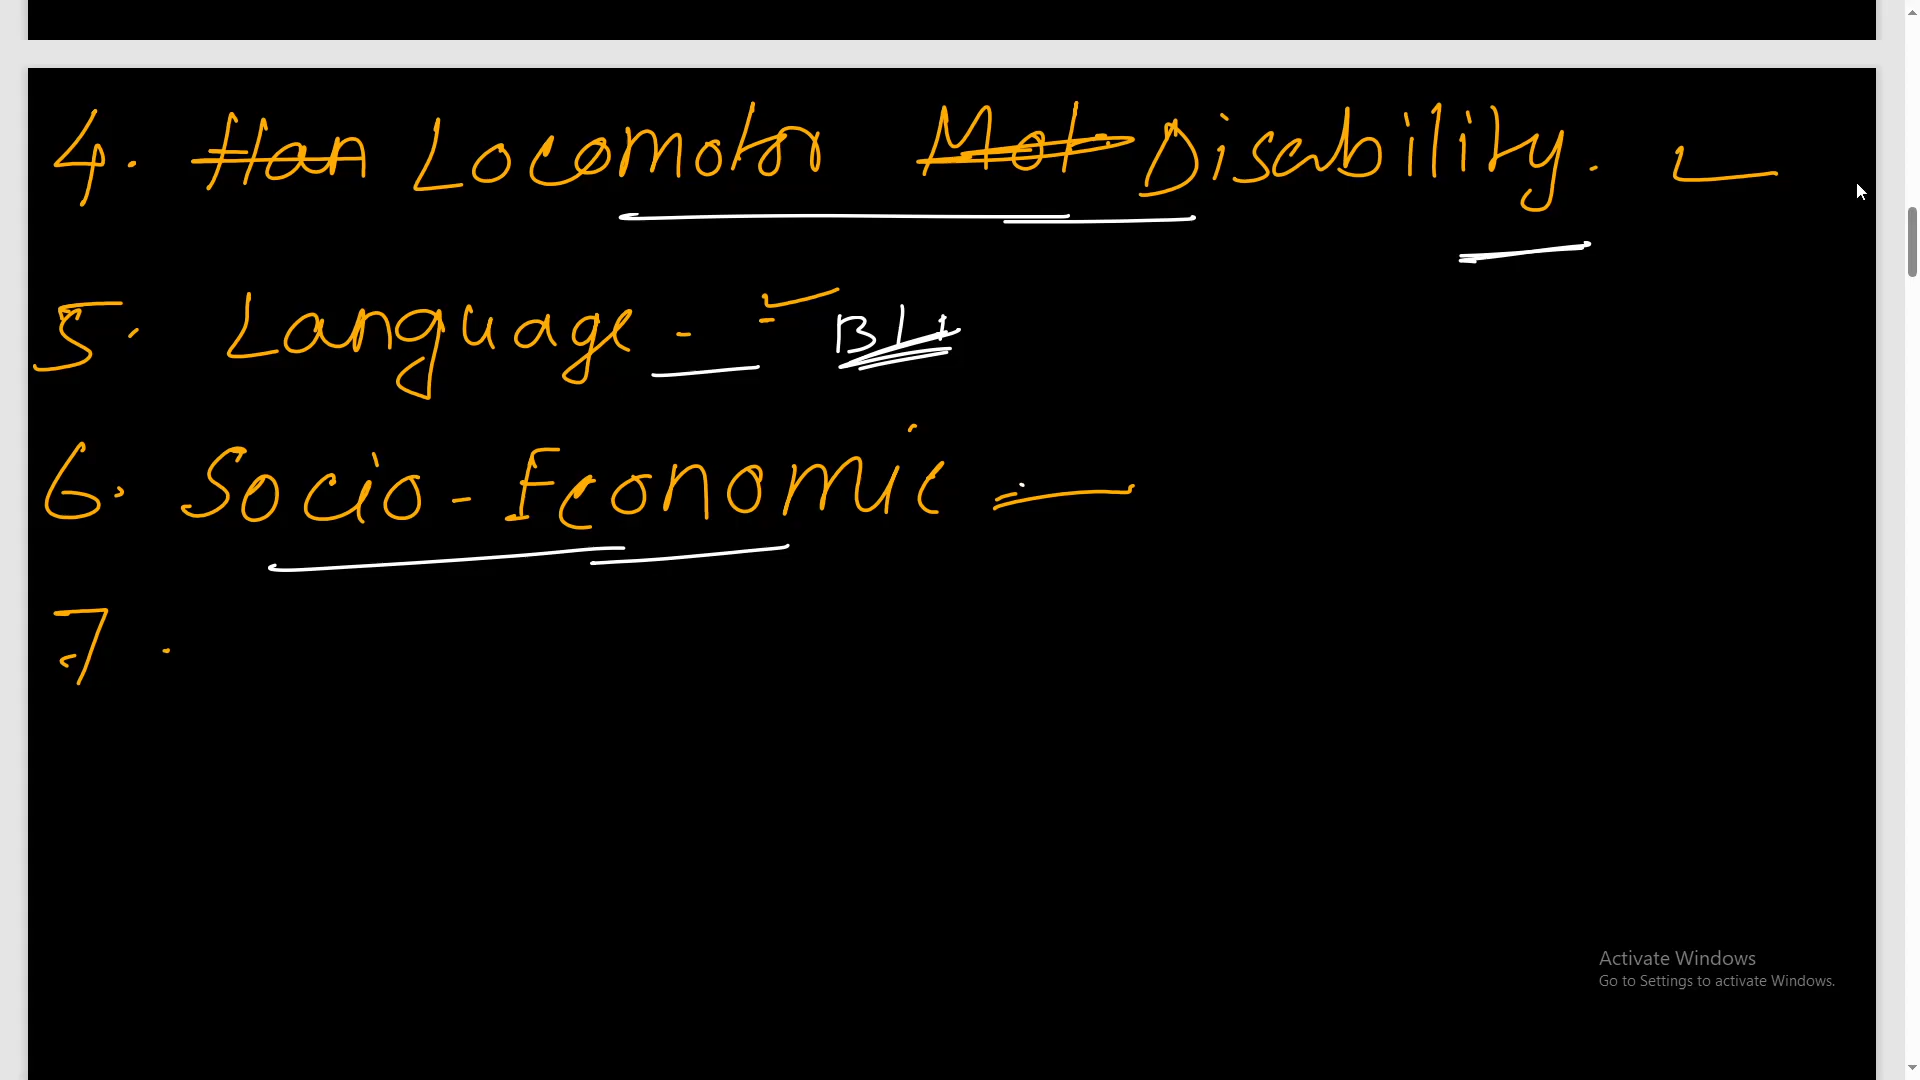 4. Han Locomotor Mot Disability.
5. Language -
6. Socio-Economic
7.
Activate Windows
Go to Settings to activate Windows.